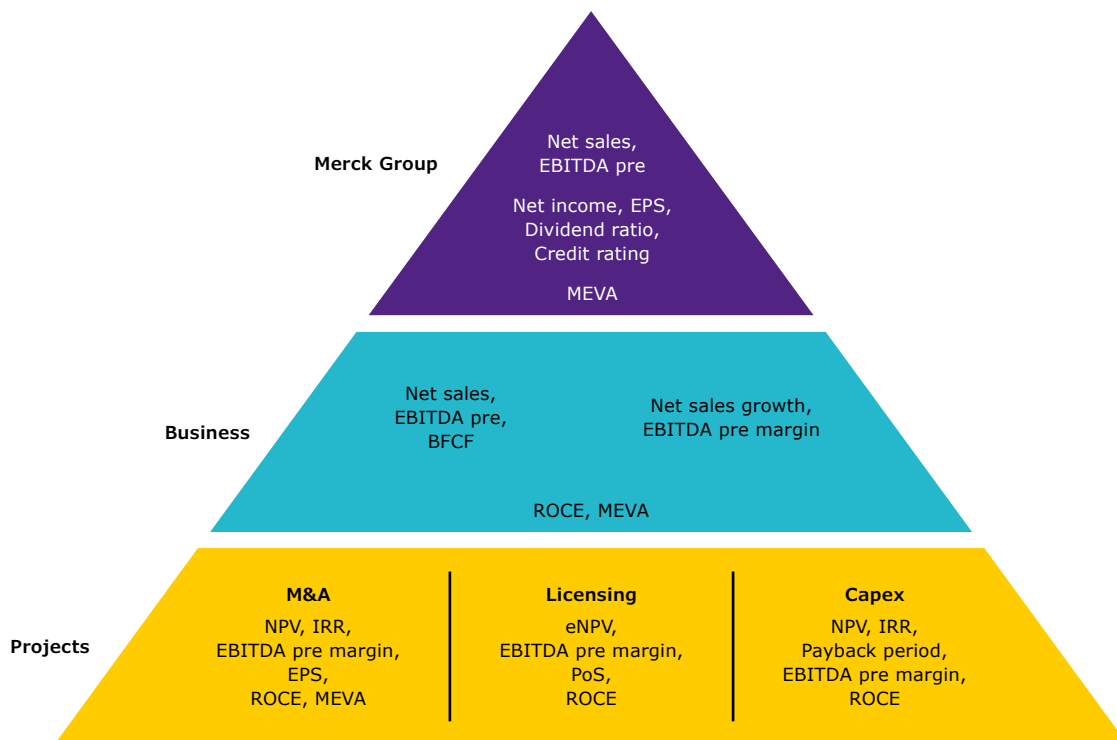 Merck Group
Net sales,
EBITDA pre
Net income, EPS,
Dividend ratio,
Credit rating
MEVA
Business
Net sales,
EBITDA pre,
BFCF
Net sales growth,
EBITDA pre margin
ROCE, MEVA
Projects
M&A
NPV, IRR,
EBITDA pre margin,
EPS,
ROCE, MEVA
Licensing
eNPV,
EBITDA pre margin,
PoS,
ROCE
Capex
NPV, IRR,
Payback period,
EBITDA pre margin,
ROCE